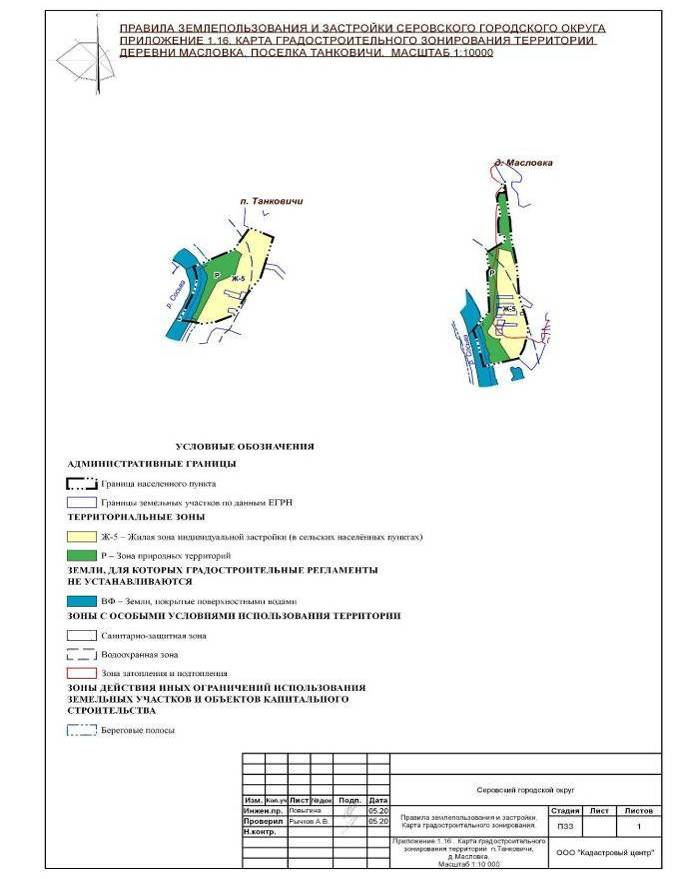 С
ПРАВИЛА ЗЕМЛЕПОЛЬЗОВАНИЯ И ЗАСТРОЙКИ СЕРОВСКОГО ГОРОДСКОГО ОКРУГА
ПРИЛОЖЕНИЕ 1.16. КАРТА ГРАДОСТРОИТЕЛЬНОГО ЗОНИРОВАНИЯ ТЕРРИТОРИИ
ДЕРЕВНИ МАСЛОВКА, ПОСЕЛКА ТАНКОВИЧИ. МАСШТАБ 1:10000
д. Масловка
п. Танковичи
Р
Ж-5
р. Сосьва
Р
Ж-5
р. Сосьва
УСЛОВНЫЕ ОБОЗНАЧЕНИЯ
АДМИНИСТРАТИВНЫЕ ГРАНИЦЫ
Граница населенного пункта
Границы земельных участков по данным ЕГРН
ТЕРРИТОРИАЛЬНЫЕ ЗОНЫ
Ж-5 – Жилая зона индивидуальной застройки (в сельских населённых пунктах)
Р – Зона природных территорий
ЗЕМЛИ, ДЛЯ КОТОРЫХ ГРАДОСТРОИТЕЛЬНЫЕ РЕГЛАМЕНТЫ
НЕ УСТАНАВЛИВАЮТСЯ
ВФ – Земли, покрытые поверхностными водами
ЗОНЫ С ОСОБЫМИ УСЛОВИЯМИ ИСПОЛЬЗОВАНИЯ ТЕРРИТОРИИ
Санитарно-защитная зона
Водоохранная зона
Зона затопления и подтопления
ЗОНЫ ДЕЙСТВИЯ ИНЫХ ОГРАНИЧЕНИЙ ИСПОЛЬЗОВАНИЯ
ЗЕМЕЛЬНЫХ УЧАСТКОВ И ОБЪЕКТОВ КАПИТАЛЬНОГО
СТРОИТЕЛЬСТВА
Береговые полосы
Серовский городской округ
Изм. Кол.уч Лист №док Подп. Дата
Инжен.пр. Ловыгина 05.20
Проверил Рычков А.В. 05.20
Н.контр.
Правила землепользования и застройки.
Карта градостроительного зонирования.
Стадия Лист Листов
ПЗЗ 1
Приложение 1.16 . Карта градостроительного
зонирования территории п.Танковичи,
д.Масловка.
Масштаб 1:10 000
ООО "Кадастровый центр"